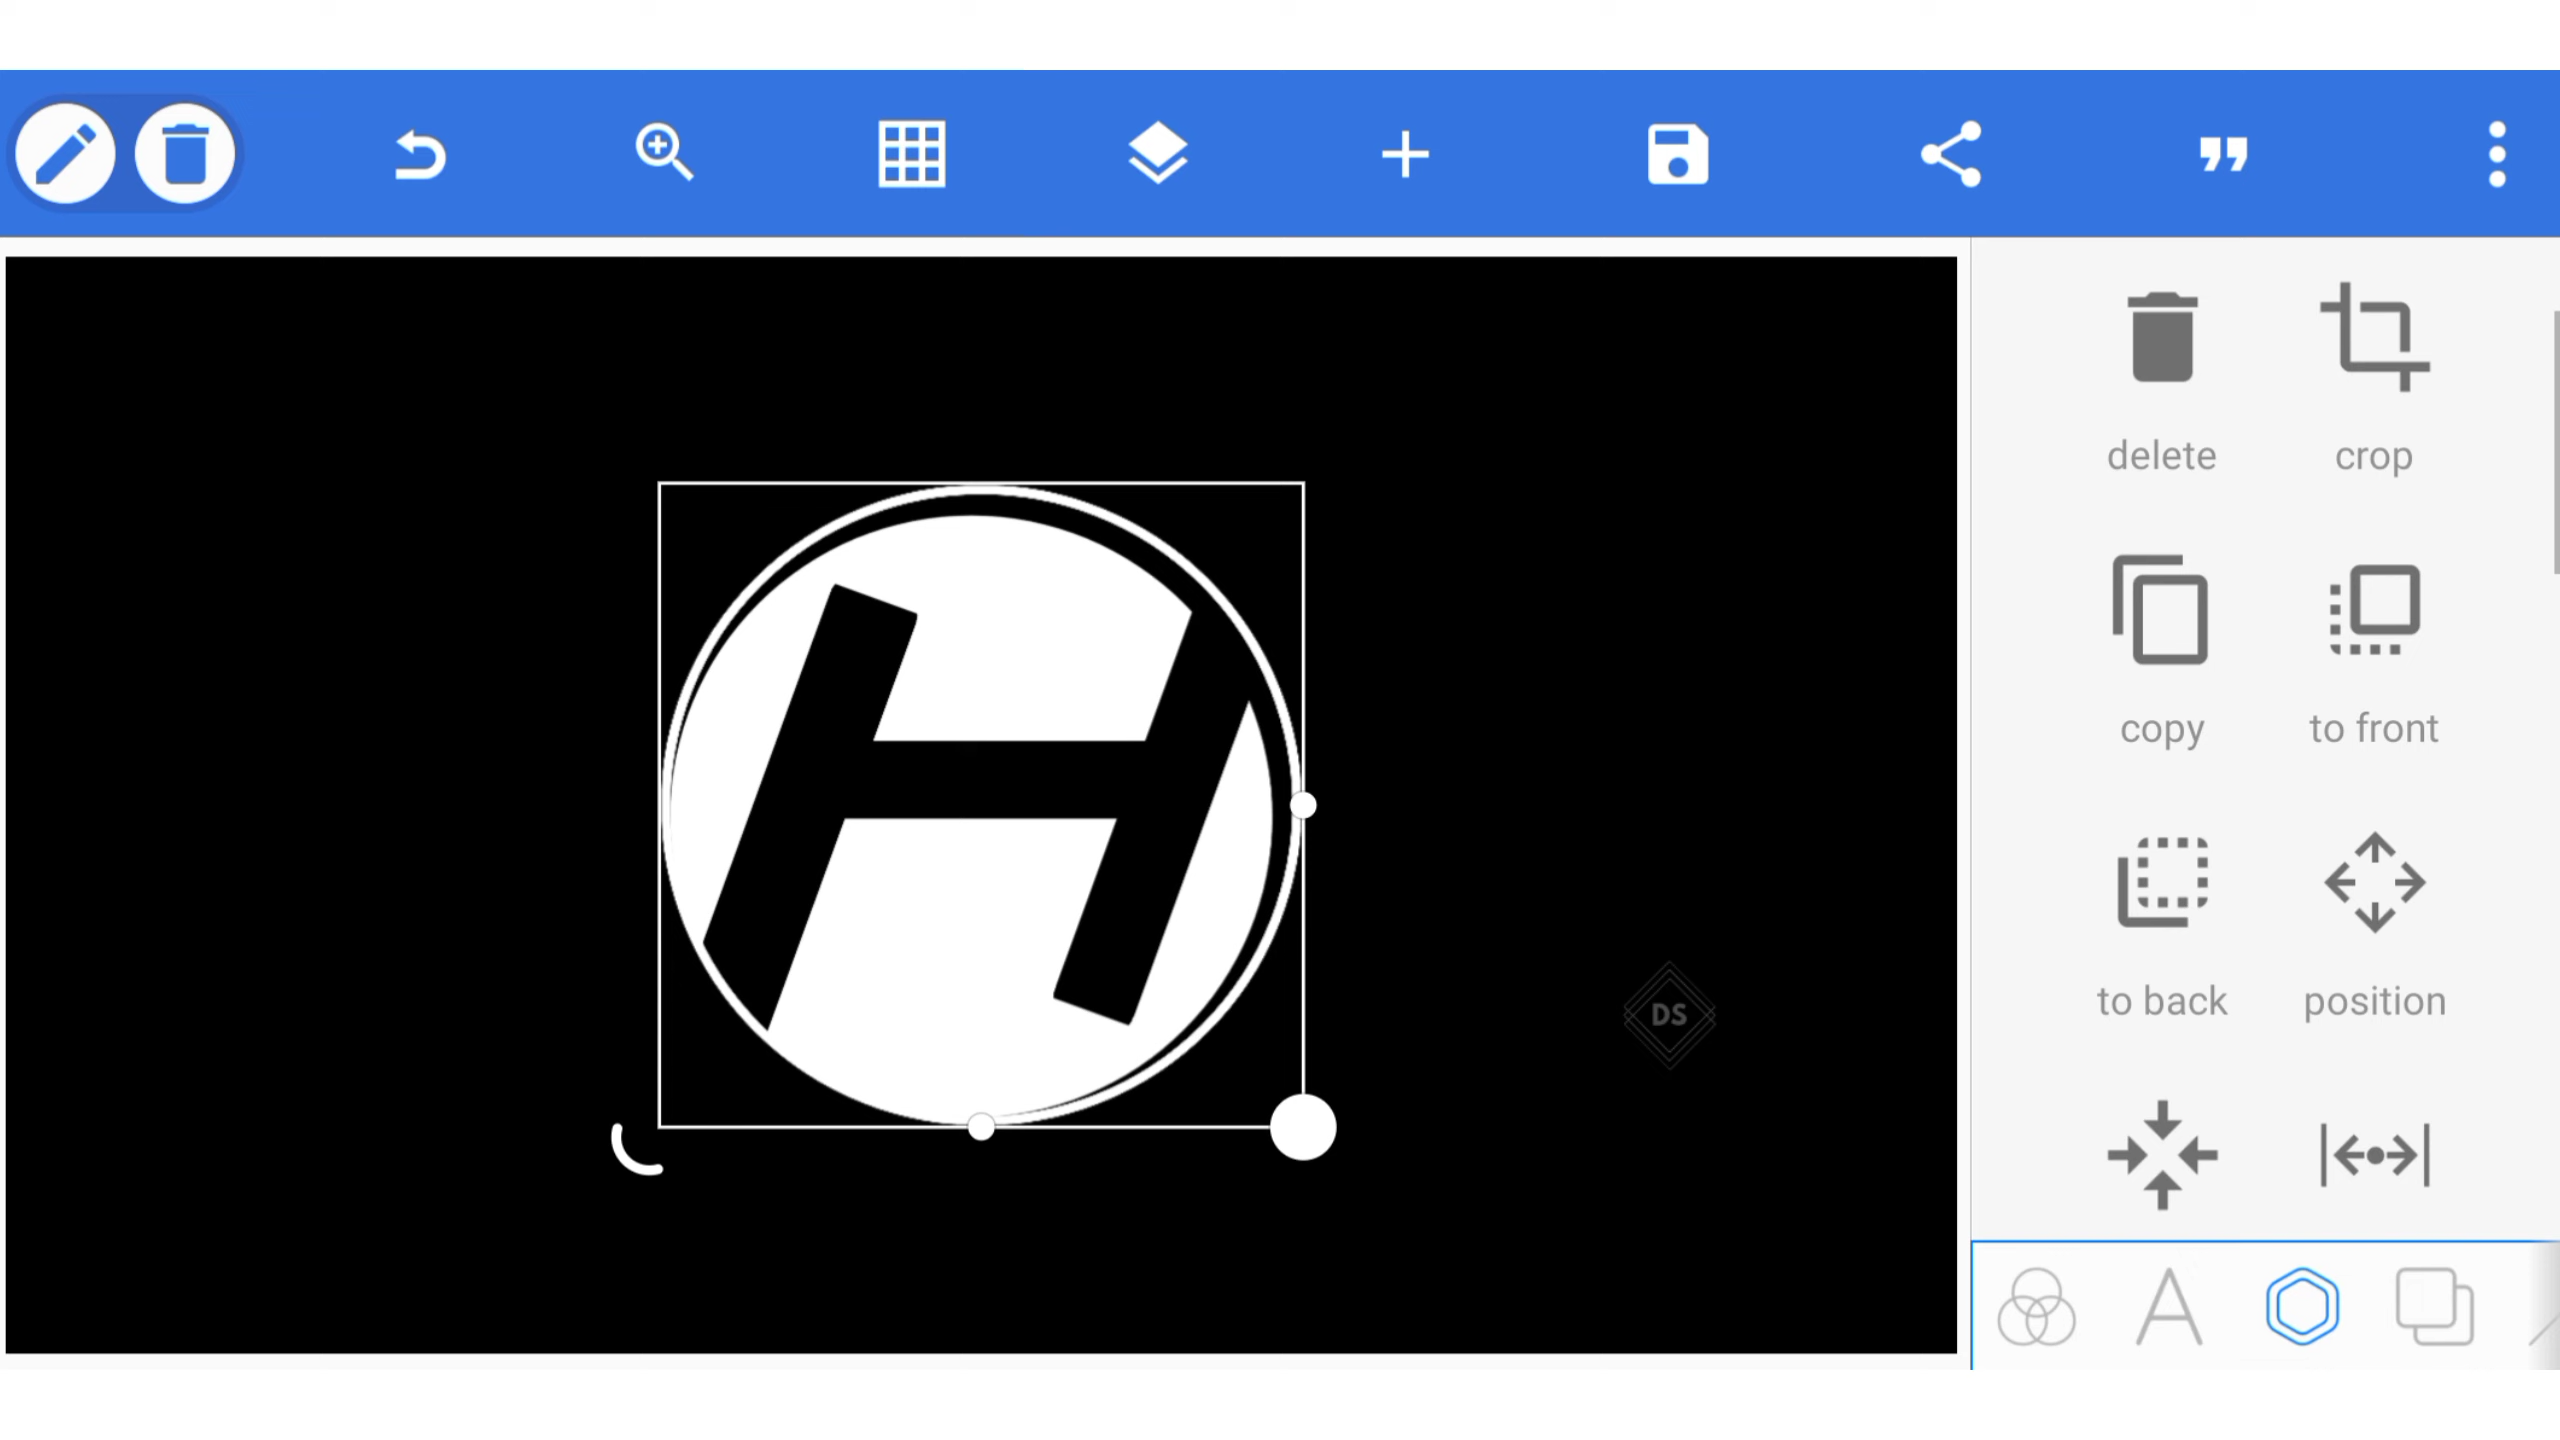 H
DS
delete
crop
copy
to front
to back
position